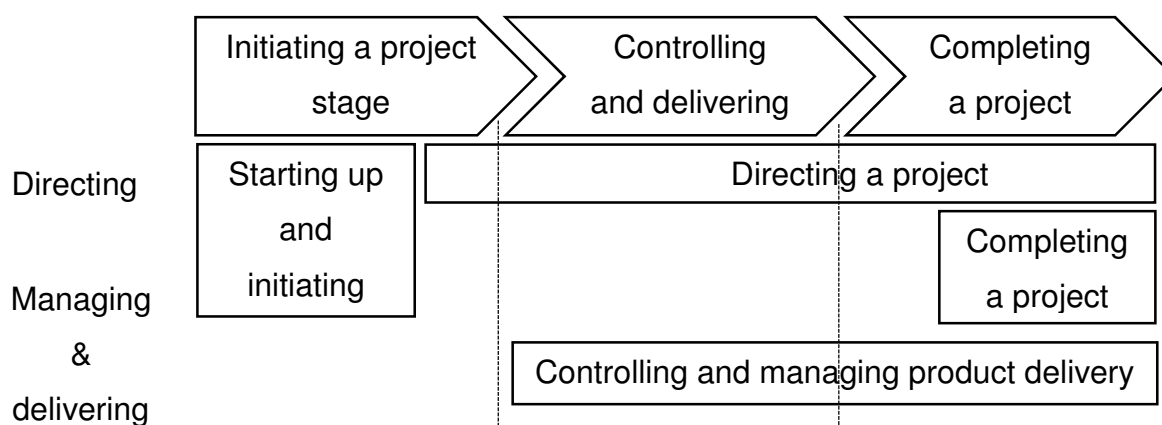 Initiating a project
stage
Controlling
and delivering
Completing
a project
Directing
Starting up
and
initiating
Directing a project
Completing
a project
Managing
&
delivering
Controlling and managing product delivery